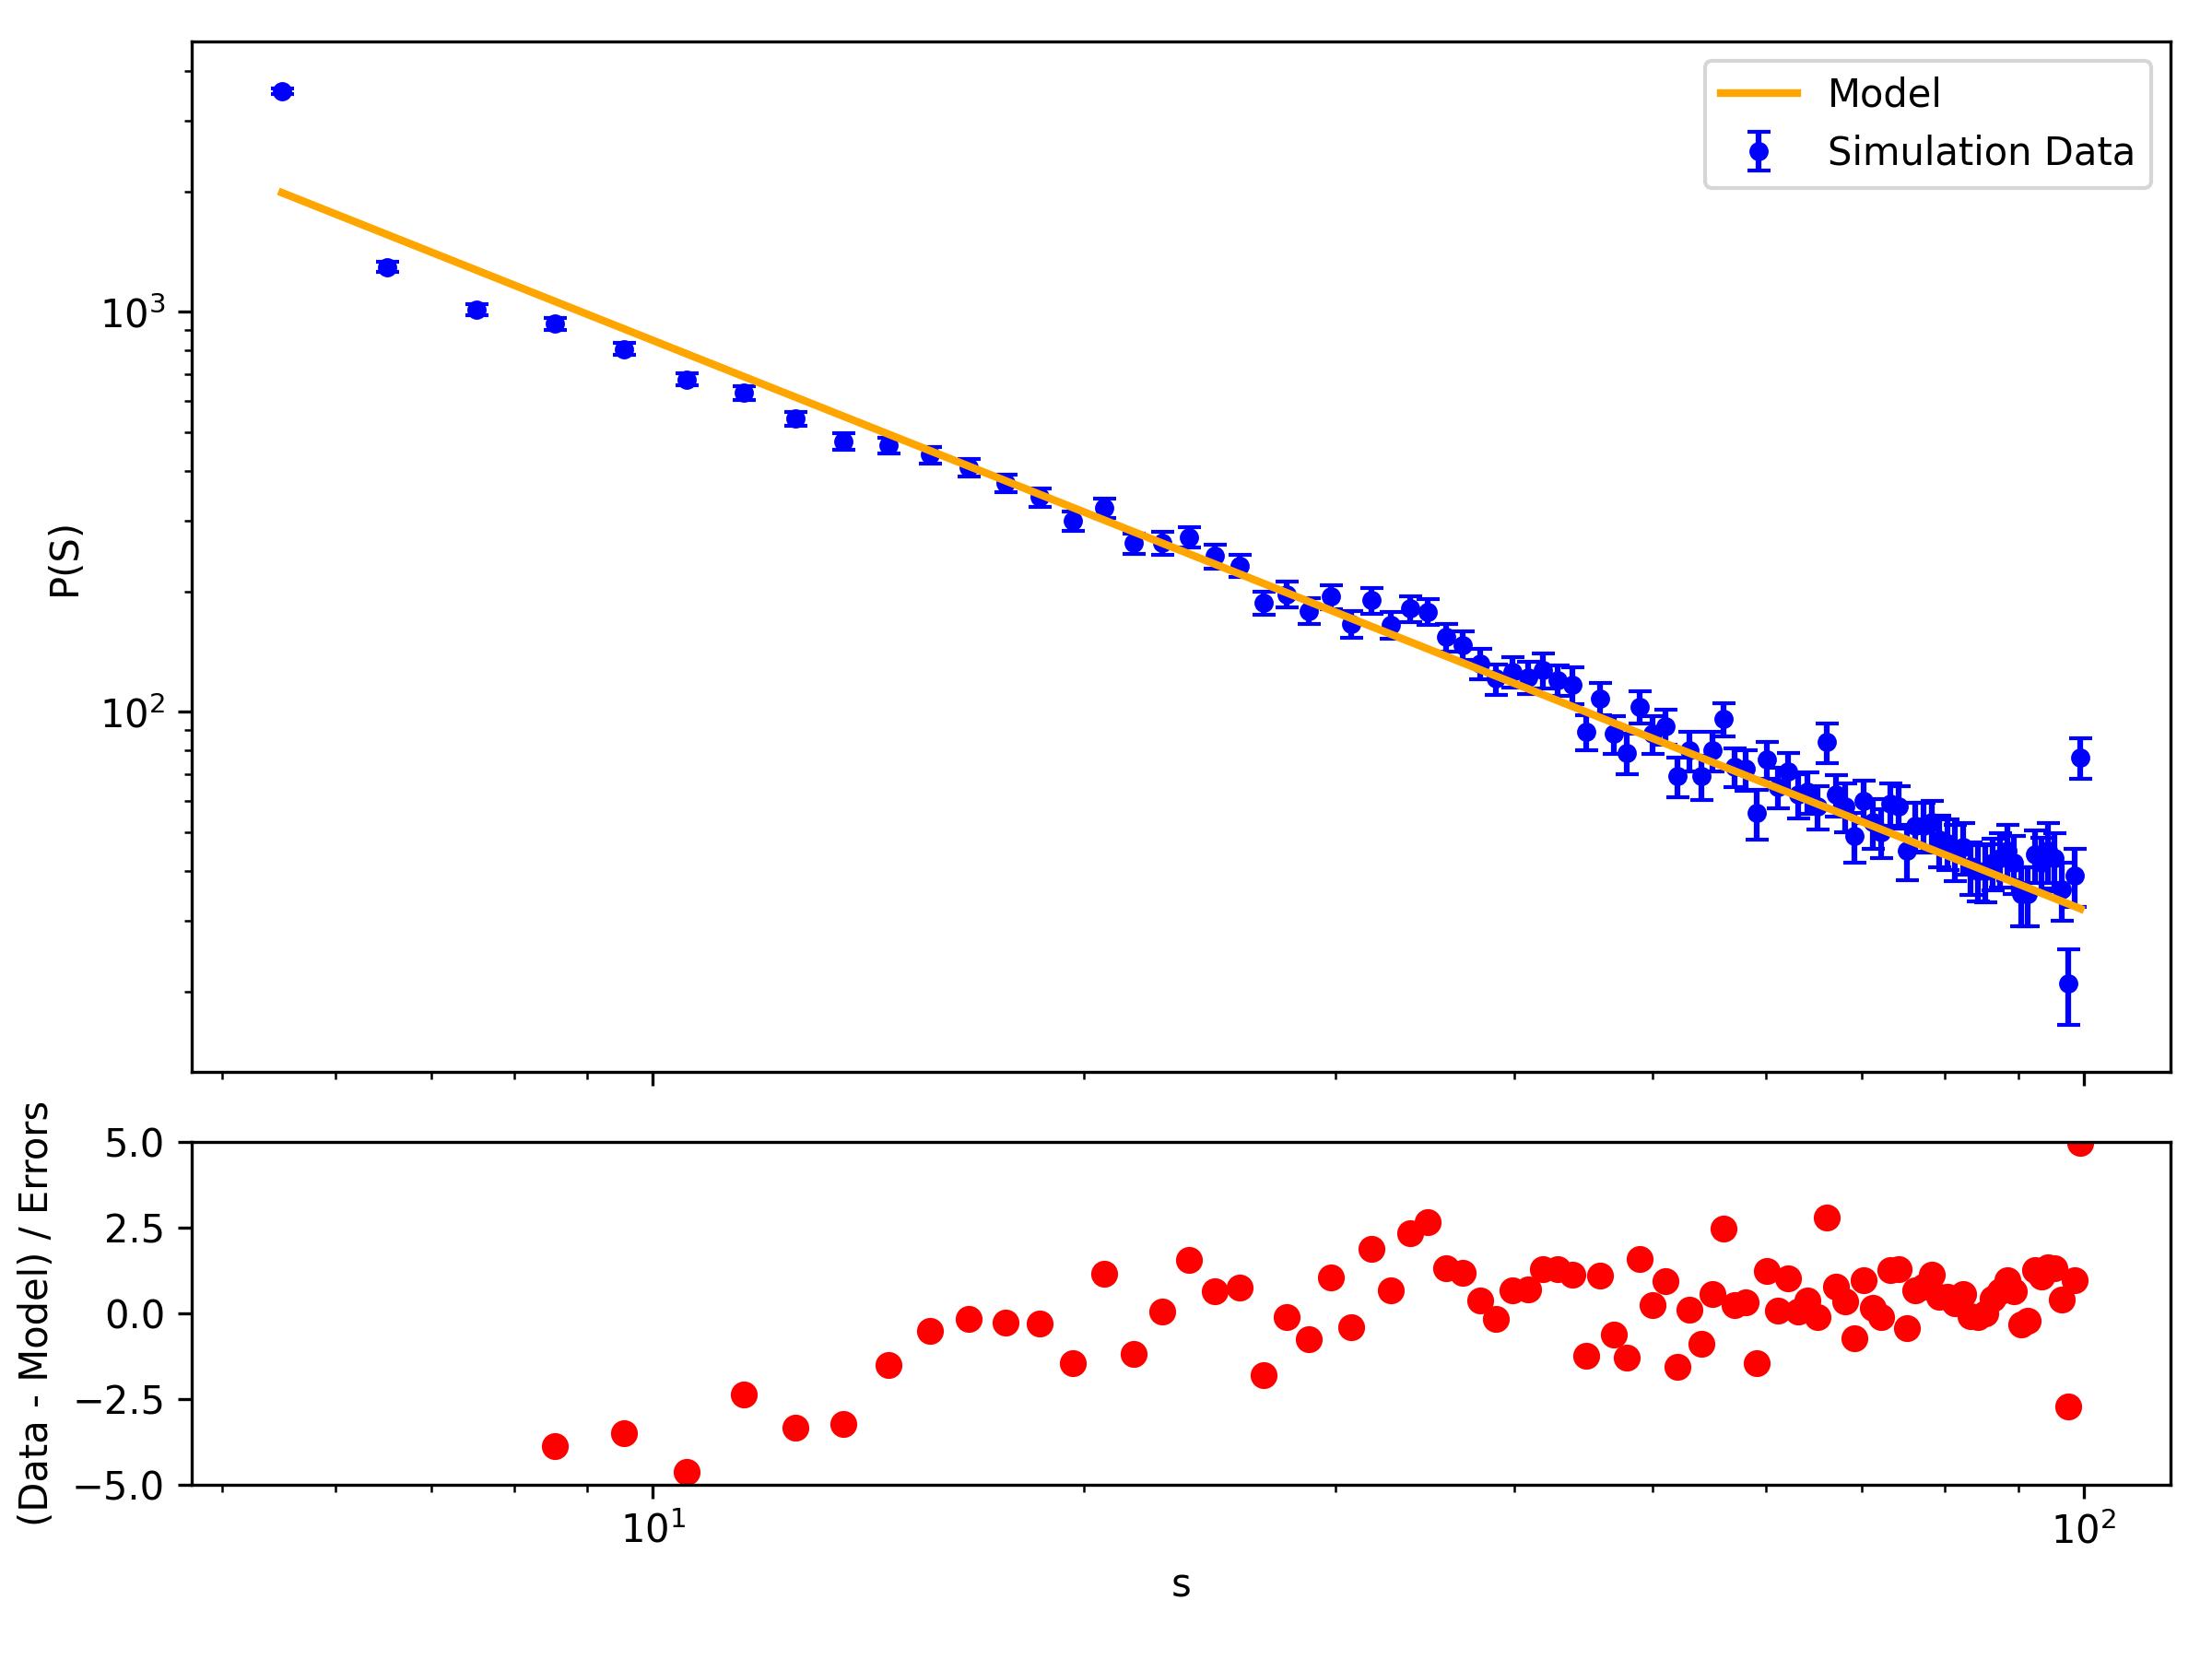 Model
Simulation Data
P(S)
10³
10²
(Data - Model) / Errors
5.0
2.5
0.0
−2.5
−5.0
10¹
10²
s